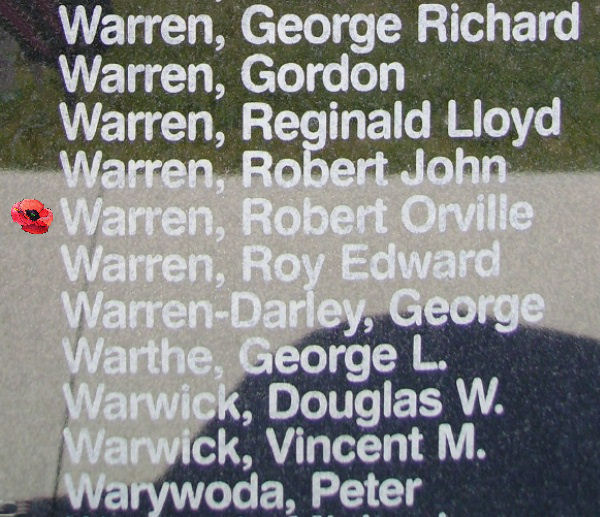 Warren, George Richard
Warren, Gordon
Warren, Reginald Lloyd
Warren, Robert John
Warren, Robert Orville
Warren, Roy Edward
Warren-Darley, George
Warthe, George L.
Warwick, Douglas W.
Warwick, Vincent M.
Warywoda, Peter